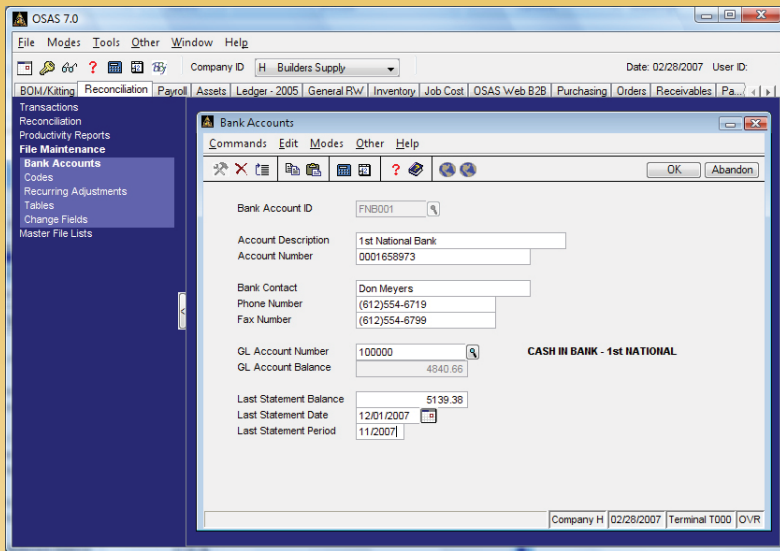 OSAS 7.0
File Modes Tools Other Window Help
Company ID H Builders Supply Date: 02/28/2007 User ID:
BOM/Kitting Reconciliation Payroll Assets Ledger - 2005 General RW Inventory Job Cost OSAS Web B2B Purchasing Orders Receivables Pa...
Transactions
Reconciliation
Productivity Reports
File Maintenance
Bank Accounts
Codes
Recurring Adjustments
Tables
Change Fields
Master File Lists
Bank Accounts
Commands Edit Modes Other Help
OK Abandon
Bank Account ID FNB001
Account Description 1st National Bank
Account Number 0001658973
Bank Contact Don Meyers
Phone Number (612)554-6719
Fax Number (612)554-6799
GL Account Number 100000 CASH IN BANK - 1st NATIONAL
GL Account Balance 4840.66
Last Statement Balance 5139.38
Last Statement Date 12/01/2007
Last Statement Period 11/2007
Company H 02/28/2007 Terminal T000 OVR